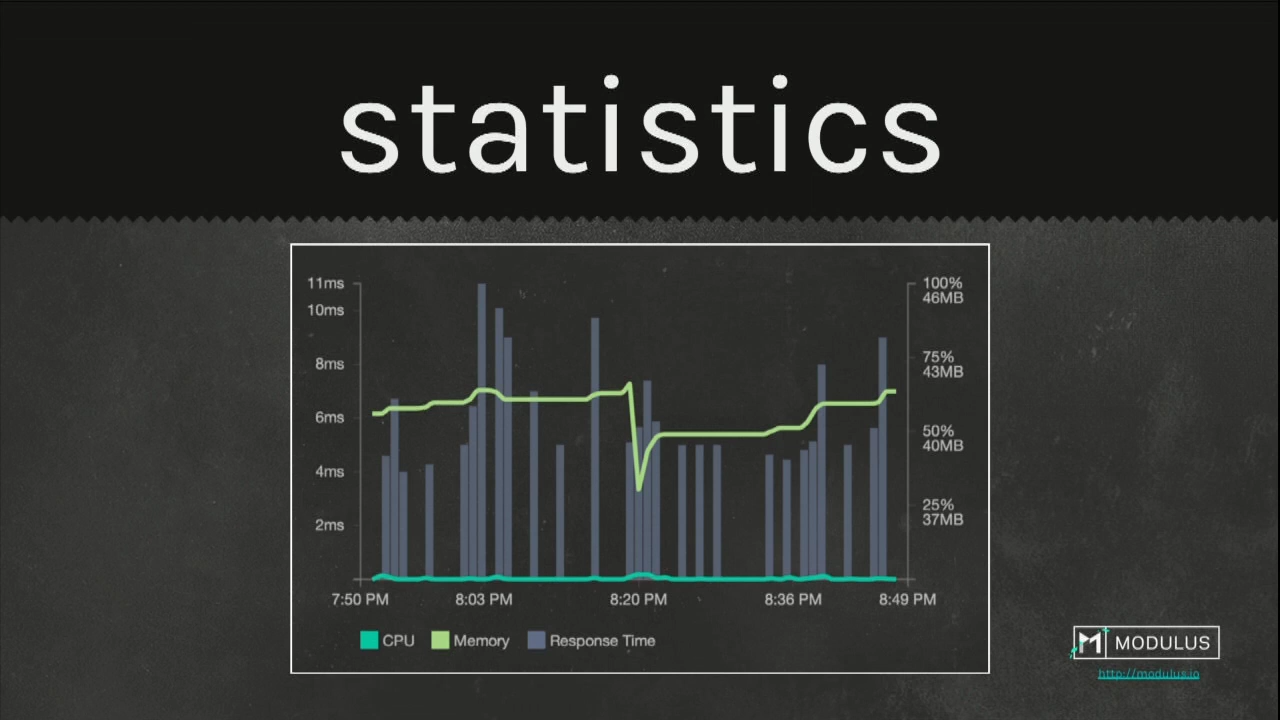 statistics
11ms
10ms
8ms
6ms
4ms
2ms
100%
46MB
75%
43MB
50%
40MB
25%
37MB
7:50 PM 8:03 PM 8:20 PM 8:36 PM 8:49 PM
CPU Memory Response Time
M MODULUS
http://modulus.io